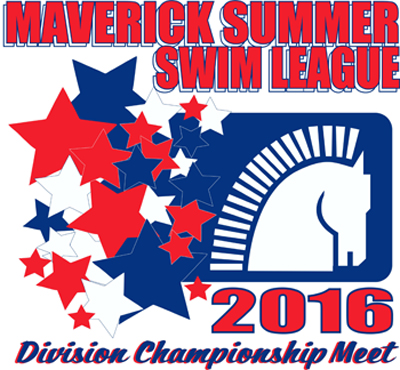 MAVERICK SUMMER
SWIM LEAGUE
2016
Division Championship Meet